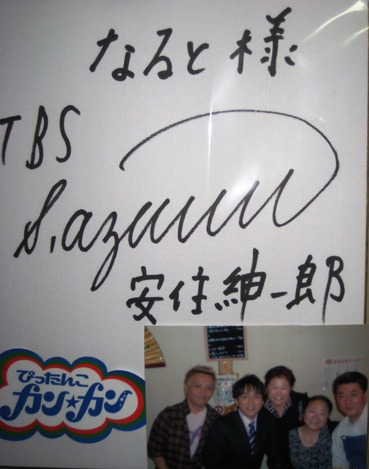 なると様
TBS
S.azumi
安住紳一郎
ぴったんこ
カン★カン